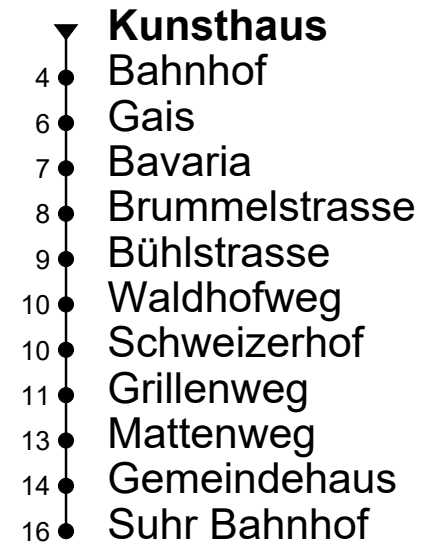 Kunsthaus
4 Bahnhof
6 Gais
7 Bavaria
8 Brummelstrasse
9 Bühlstrasse
10 Waldhofweg
10 Schweizerhof
11 Grillenweg
13 Mattenweg
14 Gemeindehaus
16 Suhr Bahnhof